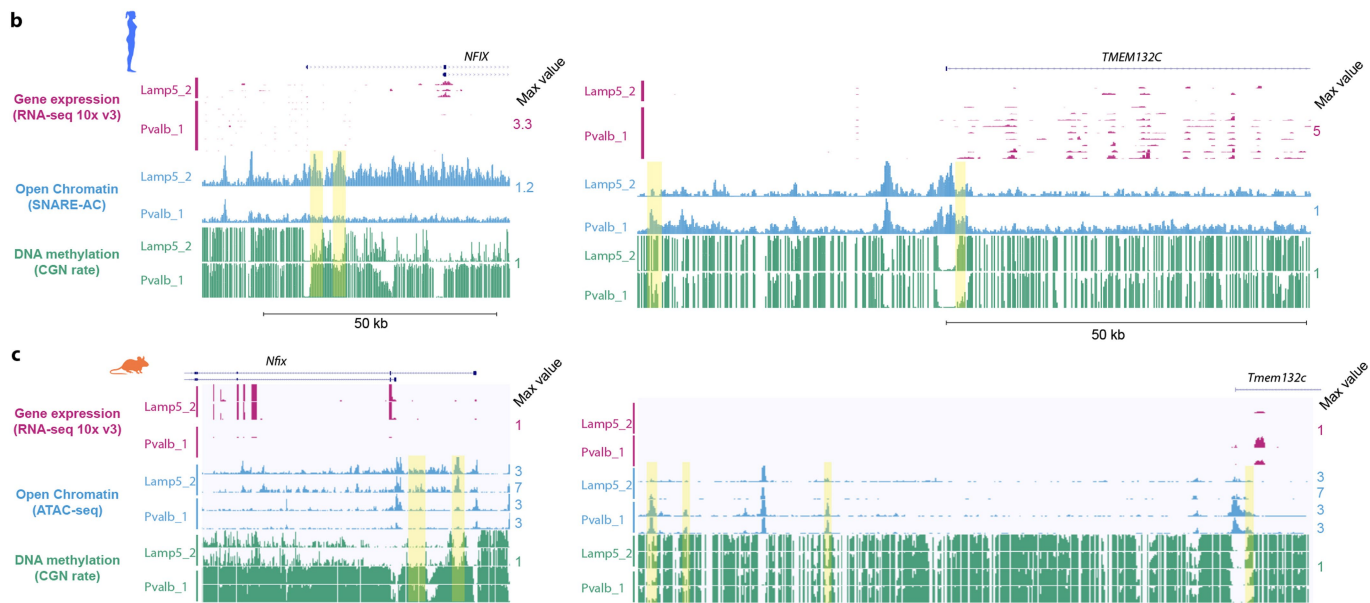 b
NFIX
Gene expression
(RNA-seq 10x v3)
Lamp5_2
Pvalb_1
Max value
3.3
Open Chromatin
(SNARE-AC)
Lamp5_2
Pvalb_1
1.2
DNA methylation
(CGN rate)
Lamp5_2
Pvalb_1
1
50 kb
TMEM132C
Lamp5_2
Pvalb_1
Max value
5
Lamp5_2
Pvalb_1
1
Lamp5_2
Pvalb_1
1
50 kb
c
Nfix
Gene expression
(RNA-seq 10x v3)
Lamp5_2
Pvalb_1
Max value
1
Open Chromatin
(ATAC-seq)
Lamp5_2
Pvalb_1
3
7
3
3
DNA methylation
(CGN rate)
Lamp5_2
Pvalb_1
1
Tmem132c
Lamp5_2
Pvalb_1
Max value
1
Lamp5_2
Pvalb_1
3
7
3
3
Lamp5_2
Pvalb_1
1